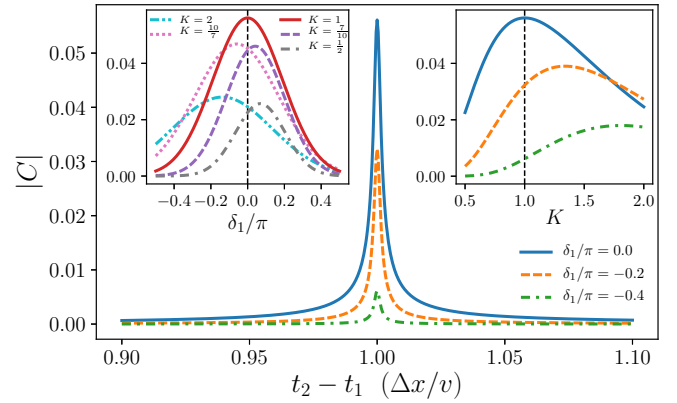 |C|
0.05
0.04
0.03
0.02
0.01
0.00
0.90
0.95
1.00
1.05
1.10
t₂ − t₁ (Δx/v)
K = 2
K = 10/7
K = 1
K = 7/10
K = 1/2
0.04
0.02
0.00
−0.4
−0.2
0.0
0.2
0.4
δ₁/π
0.04
0.02
0.00
0.5
1.0
1.5
2.0
K
δ₁/π = 0.0
δ₁/π = −0.2
δ₁/π = −0.4